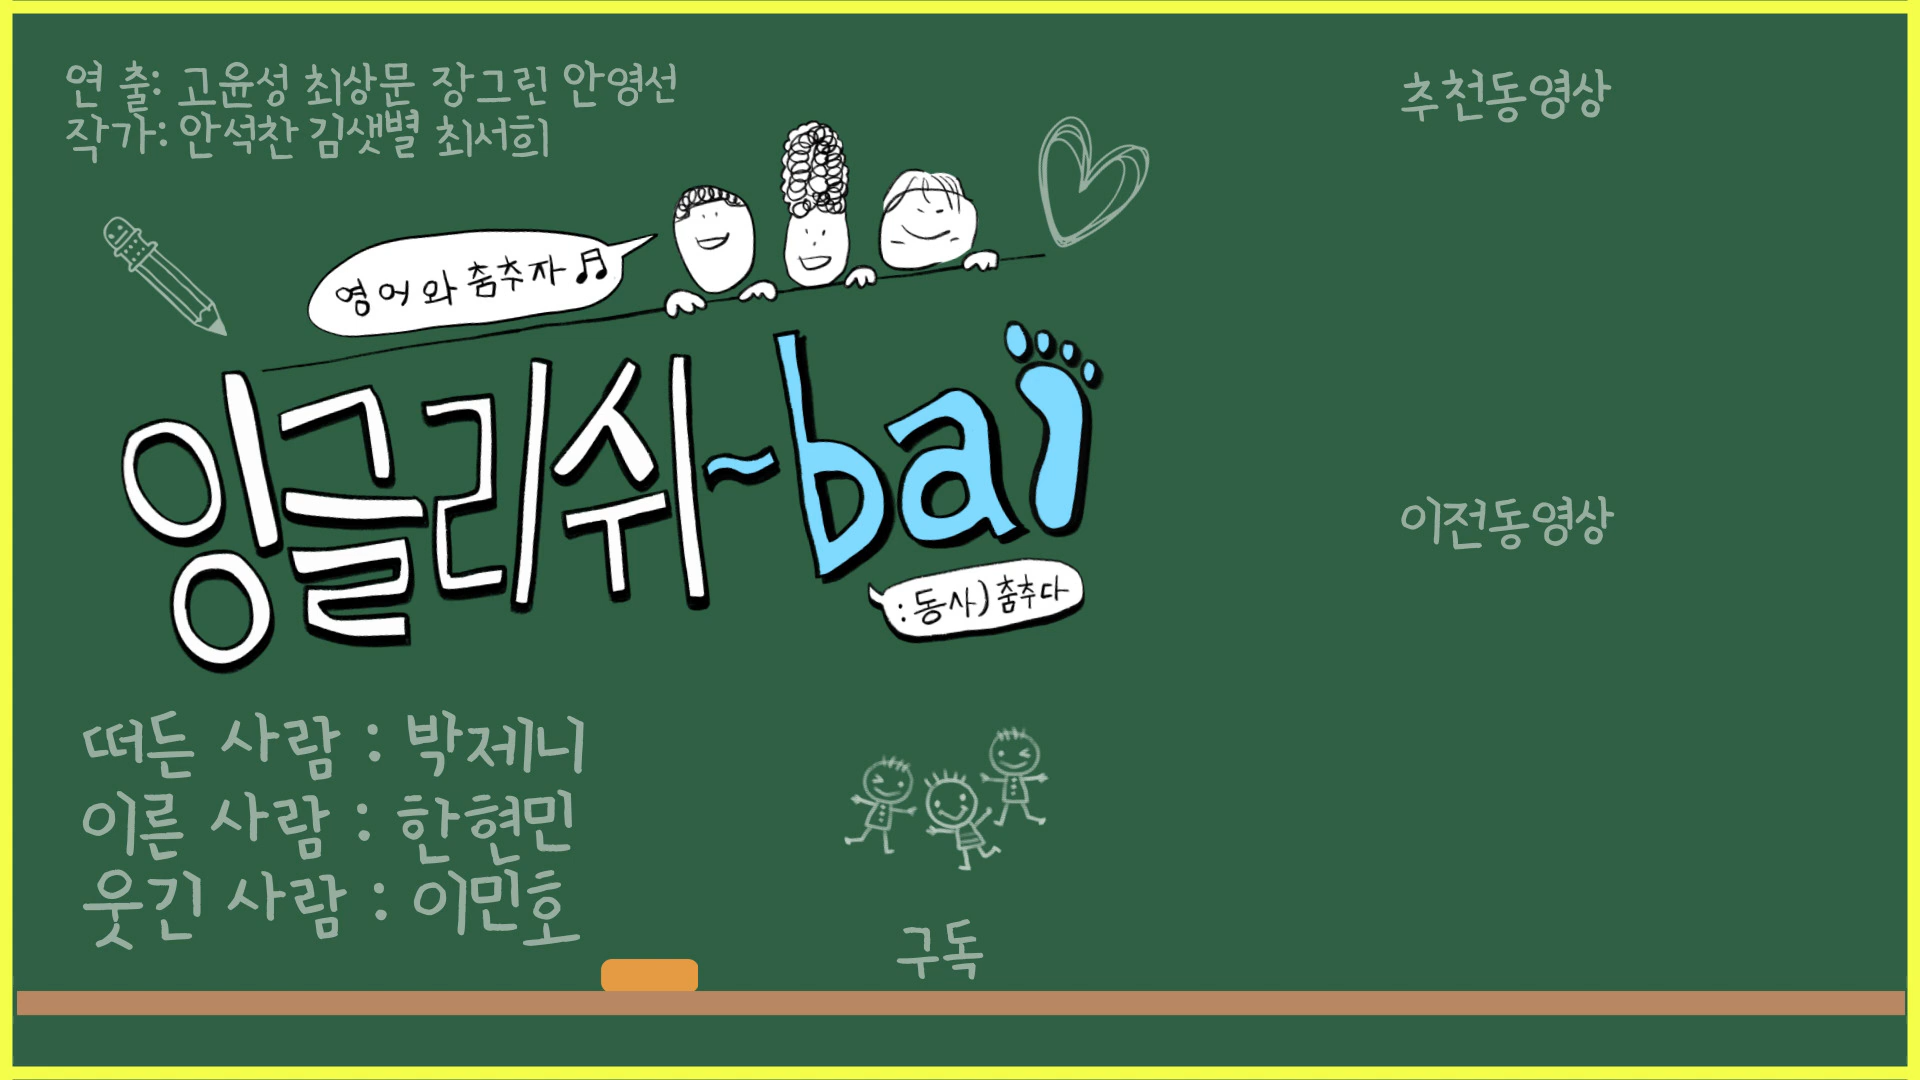 연 출: 고윤성 최상문 장그린 안영선
작가: 안석찬 김샛별 최서희
영어와 춤추자♬
잉글리쉬~bai
:동사) 춤추다
떠든 사람 : 박제니
이른 사람 : 한현민
웃긴 사람 : 이민호
구독
추천동영상
이전동영상